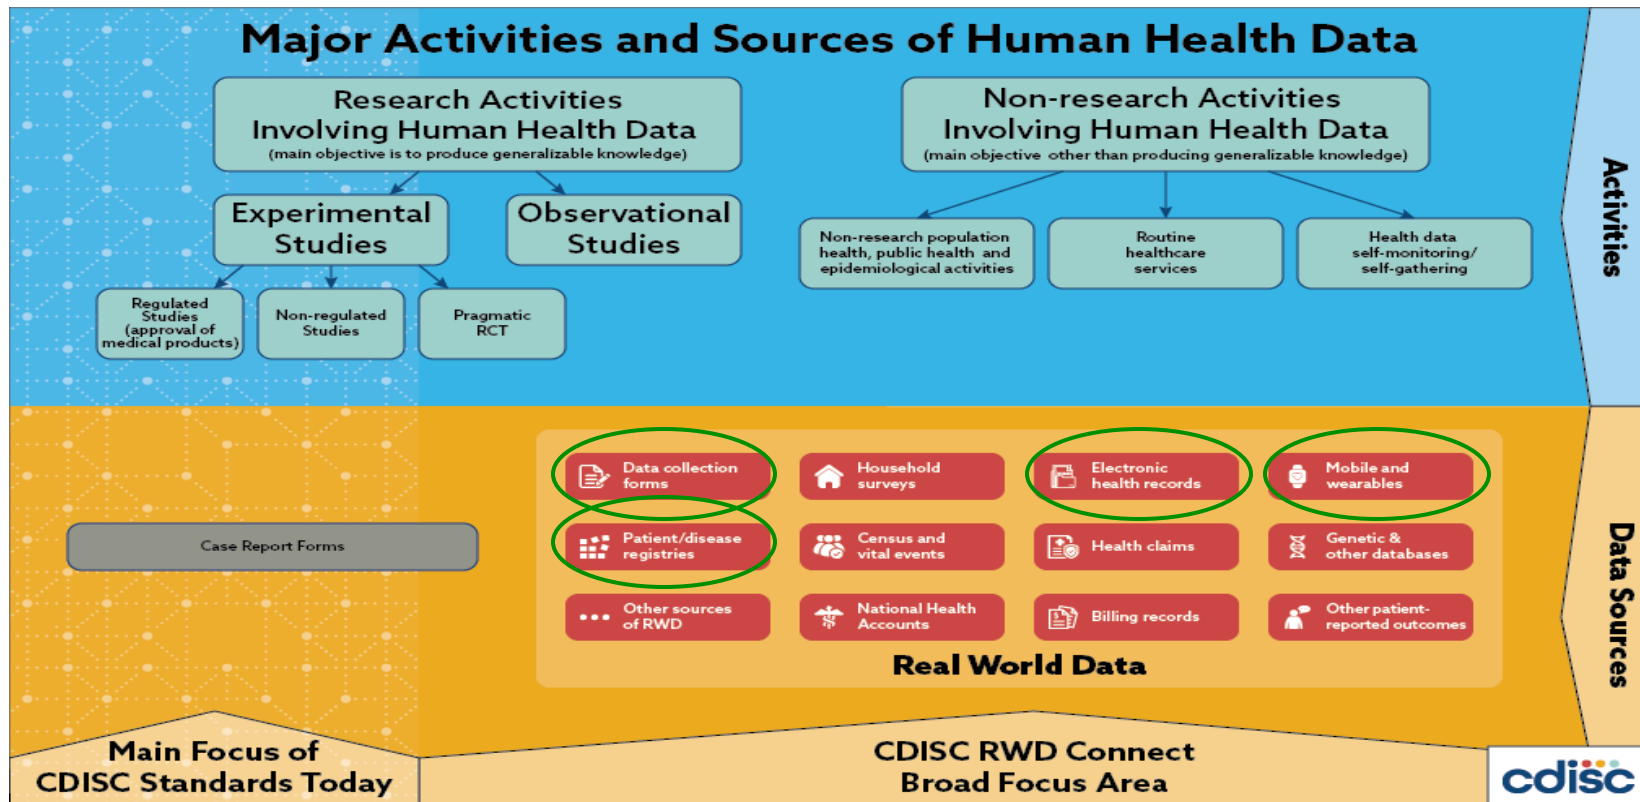 Major Activities and Sources of Human Health Data
Research Activities
Involving Human Health Data
(main objective is to produce generalizable knowledge)
Non-research Activities
Involving Human Health Data
(main objective other than producing generalizable knowledge)
Experimental
Studies
Observational
Studies
Non-research population
health, public health and
epidemiological activities
Routine
healthcare
services
Health data
self-monitoring/
self-gathering
Regulated
Studies
(approval of
medical products)
Non-regulated
Studies
Pragmatic
RCT
Activities
Data collection
forms
Household
surveys
Electronic
health records
Mobile and
wearables
Case Report Forms
Patient/disease
registries
Census and
vital events
Health claims
Genetic &
other databases
Other sources
of RWD
National Health
Accounts
Billing records
Other patient-
reported outcomes
Real World Data
Data Sources
Main Focus of
CDISC Standards Today
CDISC RWD Connect
Broad Focus Area
cdisc